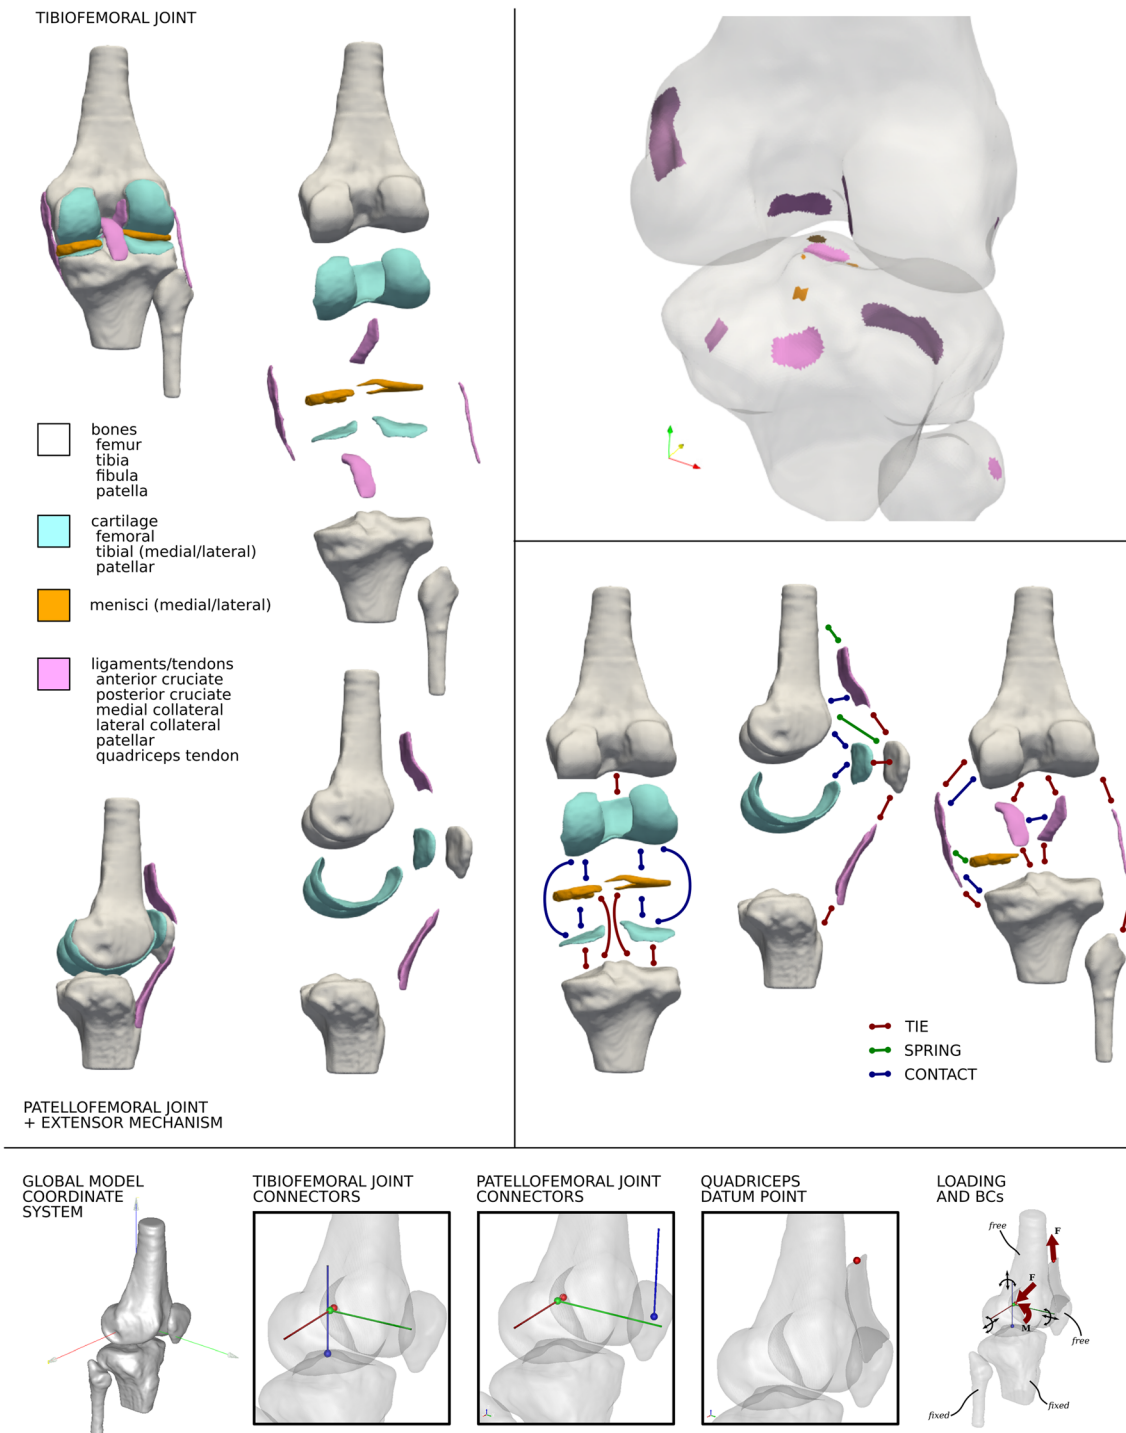 TIBIOFEMORAL JOINT
bones
femur
tibia
fibula
patella
cartilage
femoral
tibial (medial/lateral)
patellar
menisci (medial/lateral)
ligaments/tendons
anterior cruciate
posterior cruciate
medial collateral
lateral collateral
patellar
quadriceps tendon
PATELLOFEMORAL JOINT
+ EXTENSOR MECHANISM
TIE
SPRING
CONTACT
GLOBAL MODEL
COORDINATE
SYSTEM
TIBIOFEMORAL JOINT
CONNECTORS
PATELLOFEMORAL JOINT
CONNECTORS
QUADRICEPS
DATUM POINT
LOADING
AND BCs
free
F
F
M
free
fixed
fixed